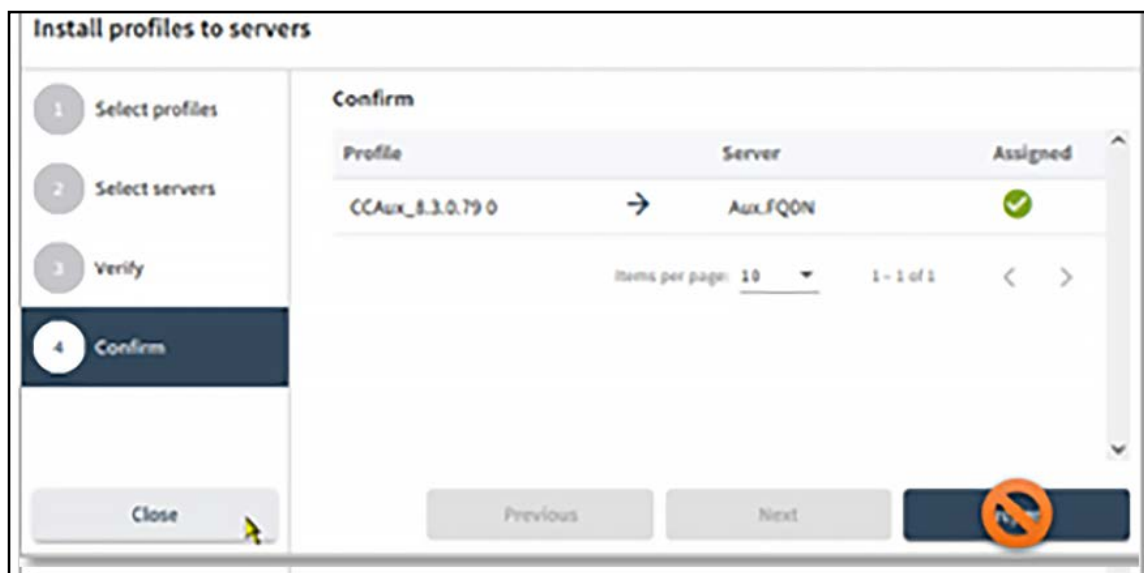 Install profiles to servers
1 Select profiles
2 Select servers
3 Verify
4 Confirm
Confirm
Profile Server Assigned
CCAux_8.3.0.79 0 → Aux.FQDN
Items per page: 10 1 - 1 of 1
Close Previous Next